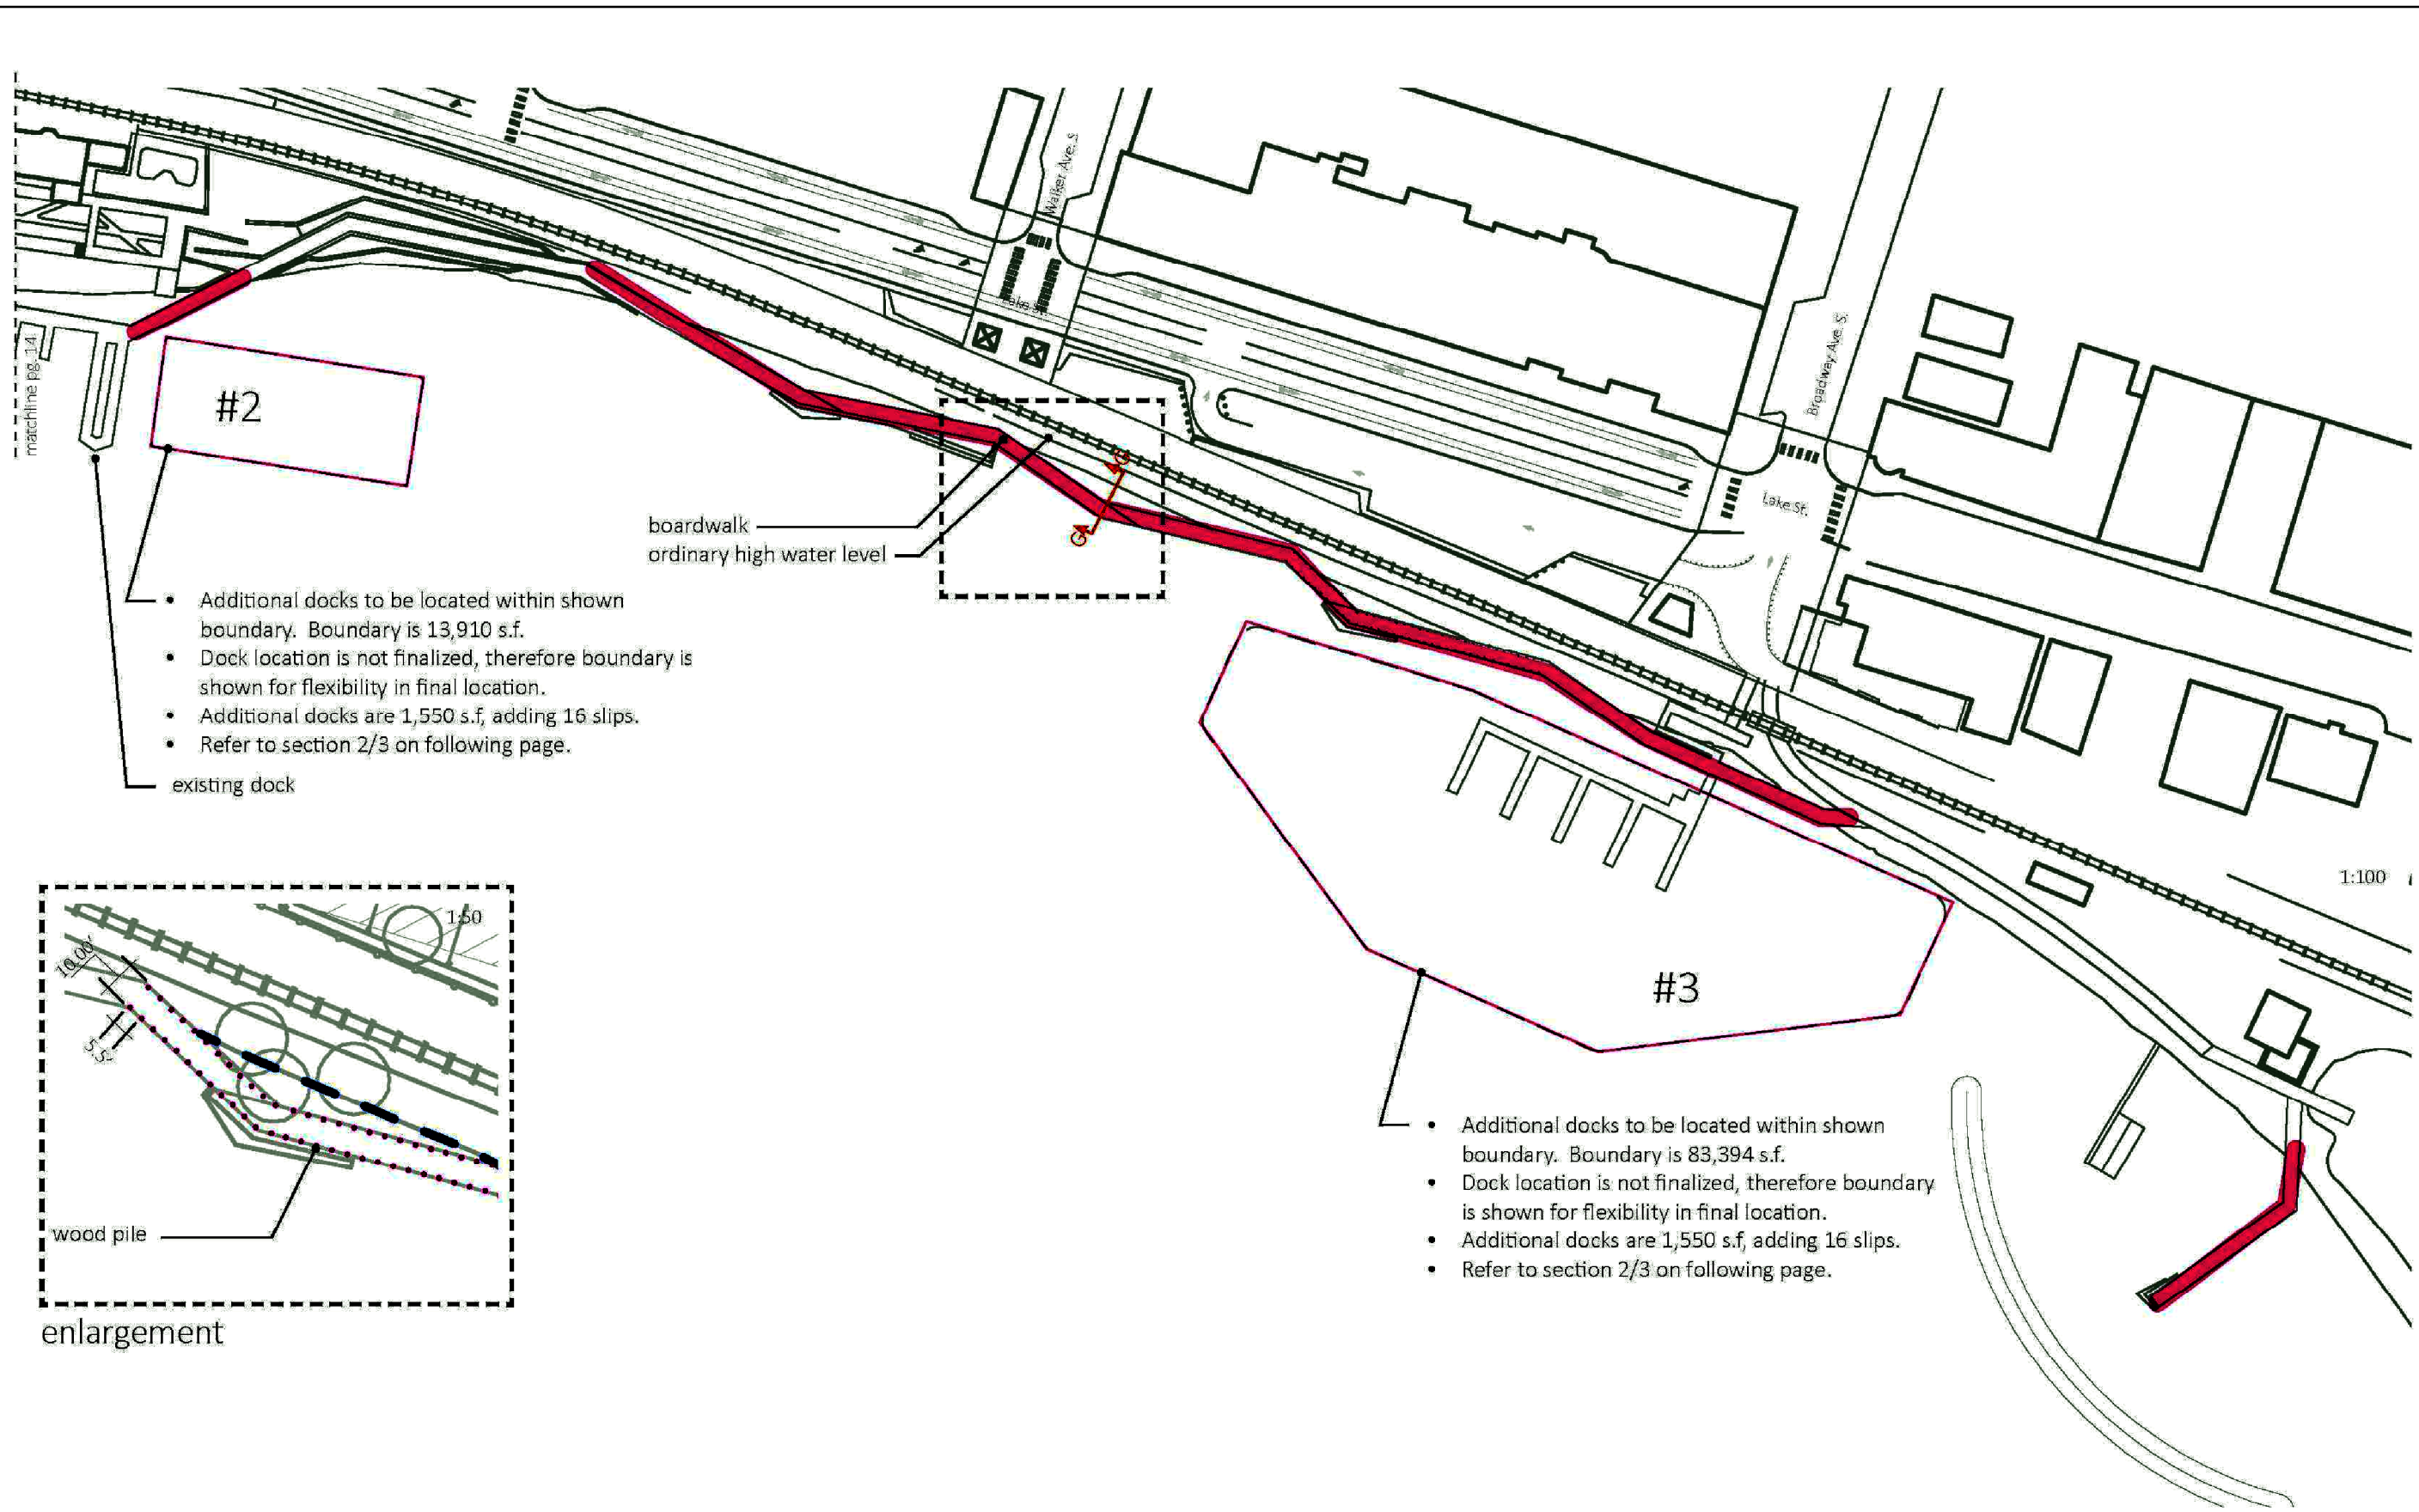 Walker Ave. S.
Lake St.
Broadway Ave. S.
Lake St.
matchline pg. 14
#2
G
G
boardwalk
ordinary high water level
• Additional docks to be located within shown
boundary. Boundary is 13,910 s.f.
• Dock location is not finalized, therefore boundary is
shown for flexibility in final location.
• Additional docks are 1,550 s.f, adding 16 slips.
• Refer to section 2/3 on following page.
existing dock
1:100
1:50
10.00'
5.5'
wood pile
enlargement
#3
• Additional docks to be located within shown
boundary. Boundary is 83,394 s.f.
• Dock location is not finalized, therefore boundary
is shown for flexibility in final location.
• Additional docks are 1,550 s.f, adding 16 slips.
• Refer to section 2/3 on following page.